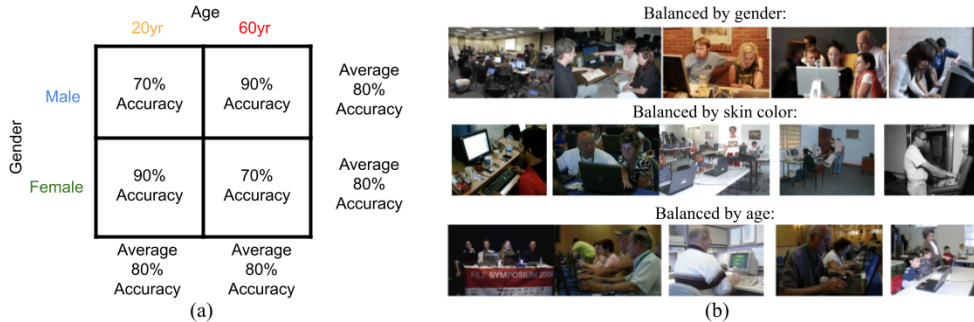 Age
20yr 60yr
Gender
Male
70%
Accuracy
90%
Accuracy
Average
80%
Accuracy
Female
90%
Accuracy
70%
Accuracy
Average
80%
Accuracy
Average
80%
Accuracy
Average
80%
Accuracy
(a)
Balanced by gender:
Balanced by skin color:
Balanced by age:
FILE SYMPOSIUM 200
(b)